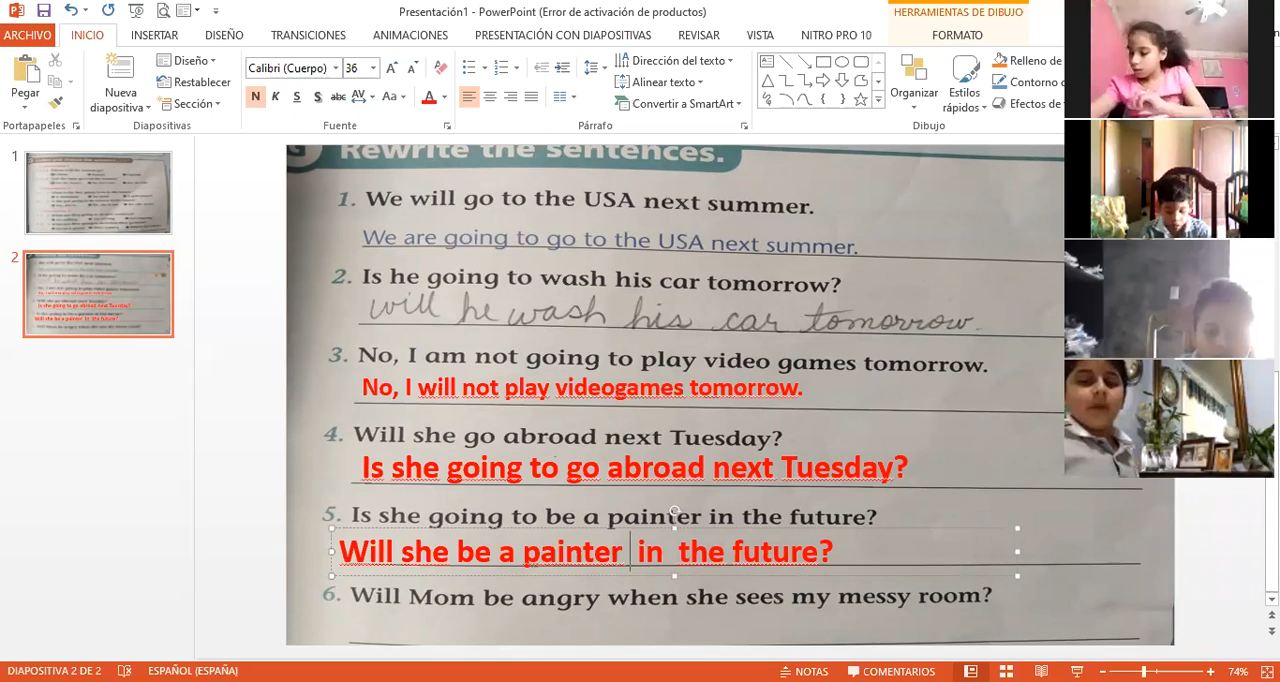 Presentación1 - PowerPoint (Error de activación de productos)
HERRAMIENTAS DE DIBUJO
ARCHIVO INICIO INSERTAR DISEÑO TRANSICIONES ANIMACIONES PRESENTACIÓN CON DIAPOSITIVAS REVISAR VISTA NITRO PRO 10 FORMATO
Pegar
Nueva diapositiva
Diseño
Restablecer
Sección
Calibri (Cuerpo) 36
N K S S abc AV Aa A
Dirección del texto
Alinear texto
Convertir a SmartArt
Organizar
Estilos rápidos
Relleno de
Contorno
Efectos de
Portapapeles Diapositivas Fuente Párrafo Dibujo
1
2
Rewrite the sentences.
1. We will go to the USA next summer.
We are going to go to the USA next summer.
2. Is he going to wash his car tomorrow?
will he wash his car tomorrow.
3. No, I am not going to play video games tomorrow.
No, I will not play videogames tomorrow.
4. Will she go abroad next Tuesday?
Is she going to go abroad next Tuesday?
5. Is she going to be a painter in the future?
Will she be a painter in the future?
6. Will Mom be angry when she sees my messy room?
DIAPOSITIVA 2 DE 2 ESPAÑOL (ESPAÑA) NOTAS COMENTARIOS 74%